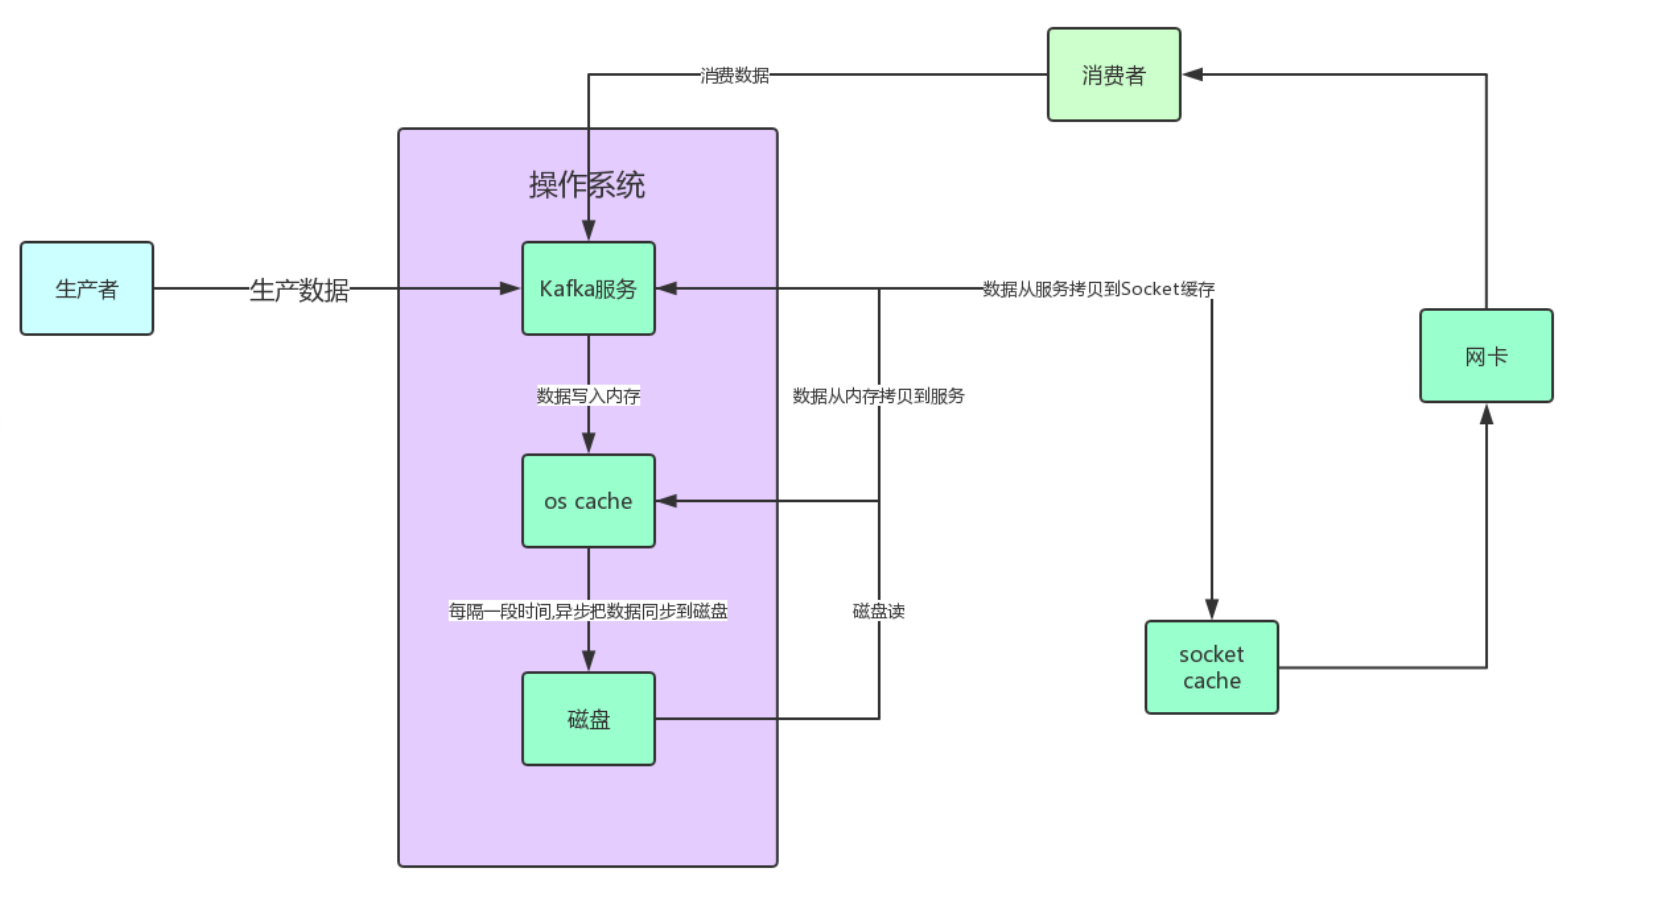 消费数据
消费者
操作系统
生产者
生产数据
Kafka服务
数据从服务拷贝到Socket缓存
网卡
数据写入内存
数据从内存拷贝到服务
os cache
每隔一段时间,异步把数据同步到磁盘
磁盘读
socket
cache
磁盘